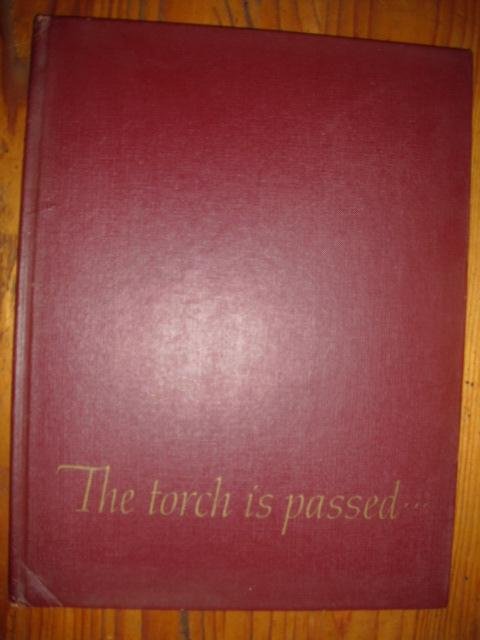 The torch is passed...